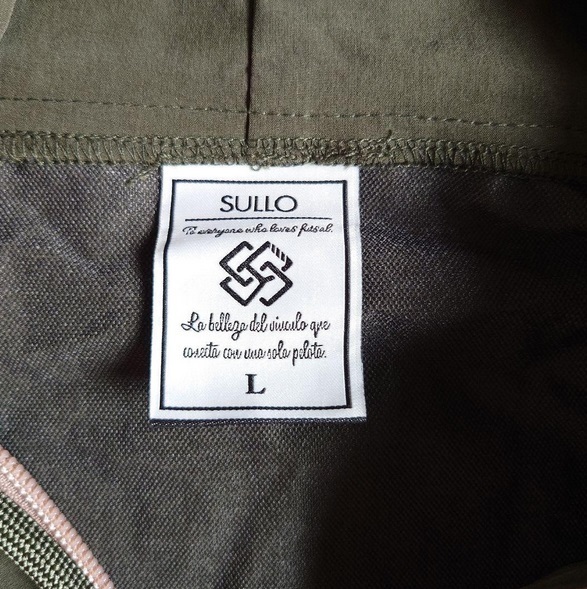 SULLO
To everyone who loves futsal.
La belleza del vinculo que
conecta con una sola pelota.
L